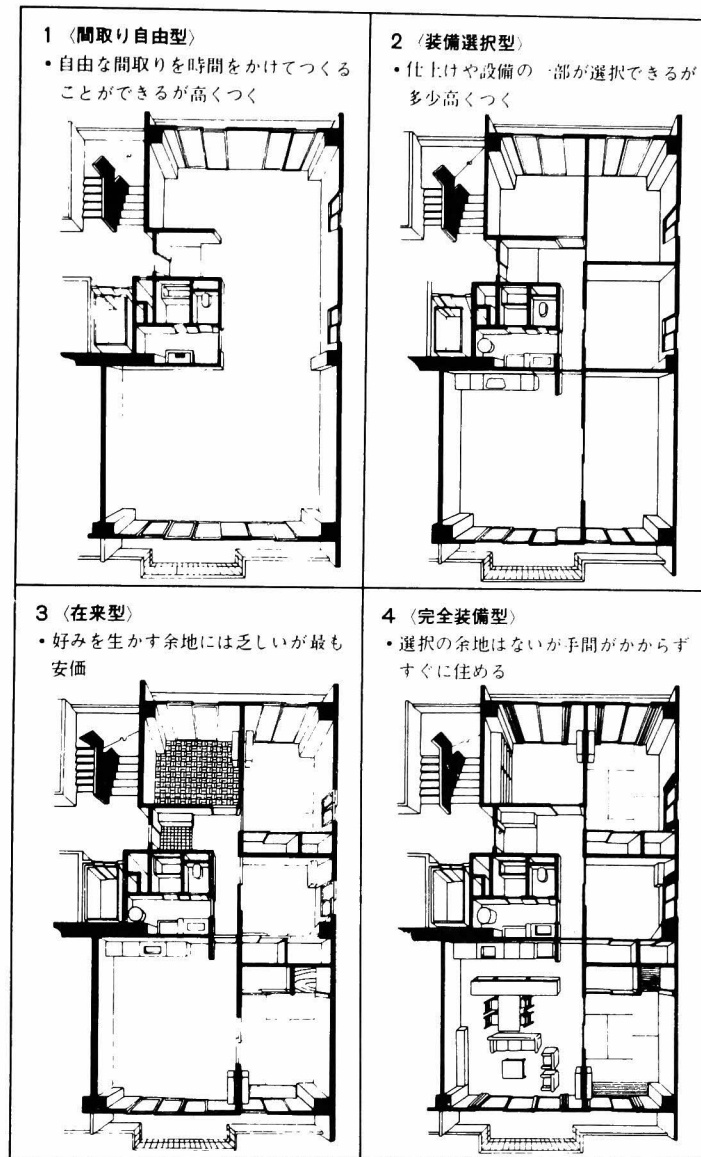 1 〈間取り自由型〉
・自由な間取りを時間をかけてつくる
ことができるが高くつく
2 〈装備選択型〉
・仕上げや設備の一部が選択できるが
多少高くつく
3 〈在来型〉
・好みを生かす余地には乏しいが最も
安価
4 〈完全装備型〉
・選択の余地はないが手間がかからず
すぐに住める